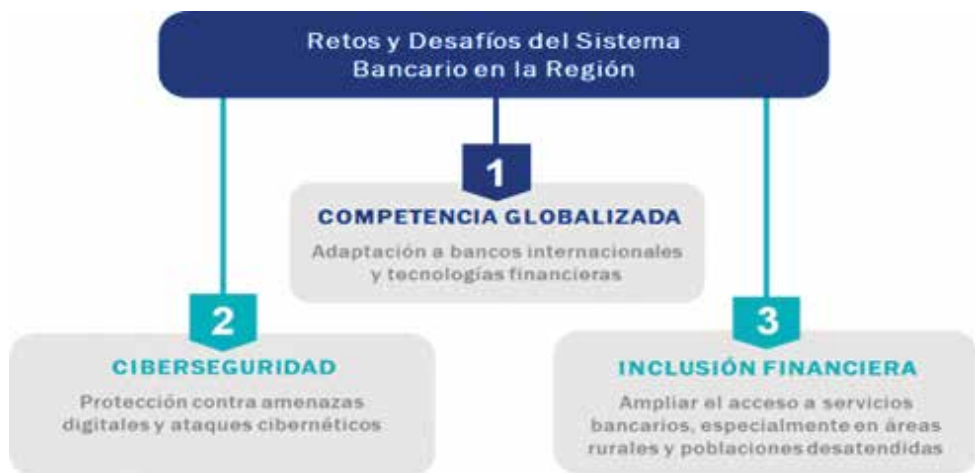 Retos y Desafíos del Sistema
Bancario en la Región
1
COMPETENCIA GLOBALIZADA
Adaptación a bancos internacionales
y tecnologías financieras
2
CIBERSEGURIDAD
Protección contra amenazas
digitales y ataques cibernéticos
3
INCLUSIÓN FINANCIERA
Ampliar el acceso a servicios
bancarios, especialmente en áreas
rurales y poblaciones desatendidas